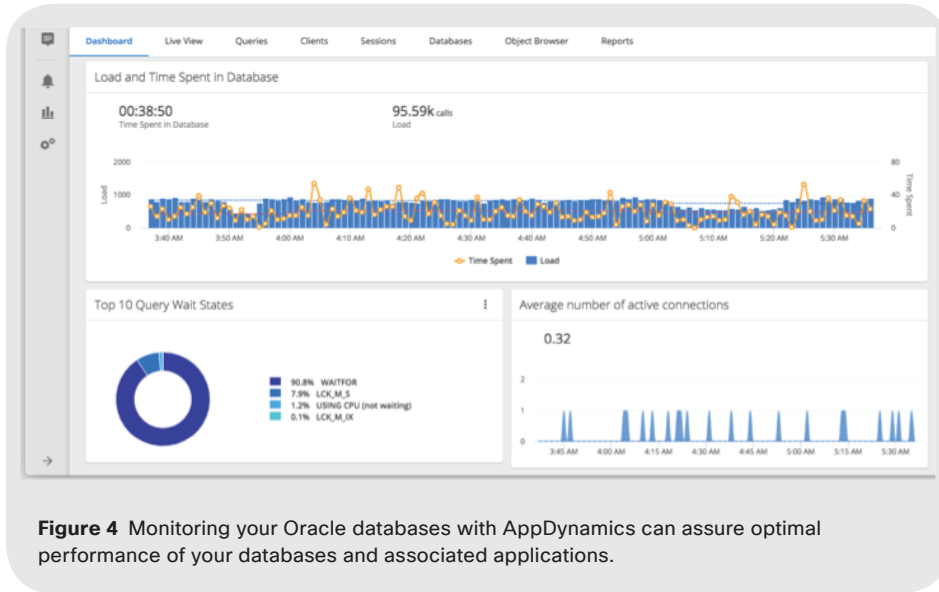 Dashboard Live View Queries Clients Sessions Databases Object Browser Reports
Load and Time Spent in Database
00:38:50 95.59k calls
Time Spent in Database Load
2000 80
1000 40
0 0
Load Time Spent
3:40 AM 3:50 AM 4:00 AM 4:10 AM 4:20 AM 4:30 AM 4:40 AM 4:50 AM 5:00 AM 5:10 AM 5:20 AM 5:30 AM
Time Spent Load
Top 10 Query Wait States
90.8% WAITFOR
7.9% LCK_M_S
1.2% USING CPU (not waiting)
0.1% LCK_M_IX
Average number of active connections
0.32
2
1
0
3:45 AM 4:00 AM 4:15 AM 4:30 AM 4:45 AM 5:00 AM 5:15 AM 5:30 AM
Figure 4 Monitoring your Oracle databases with AppDynamics can assure optimal
performance of your databases and associated applications.